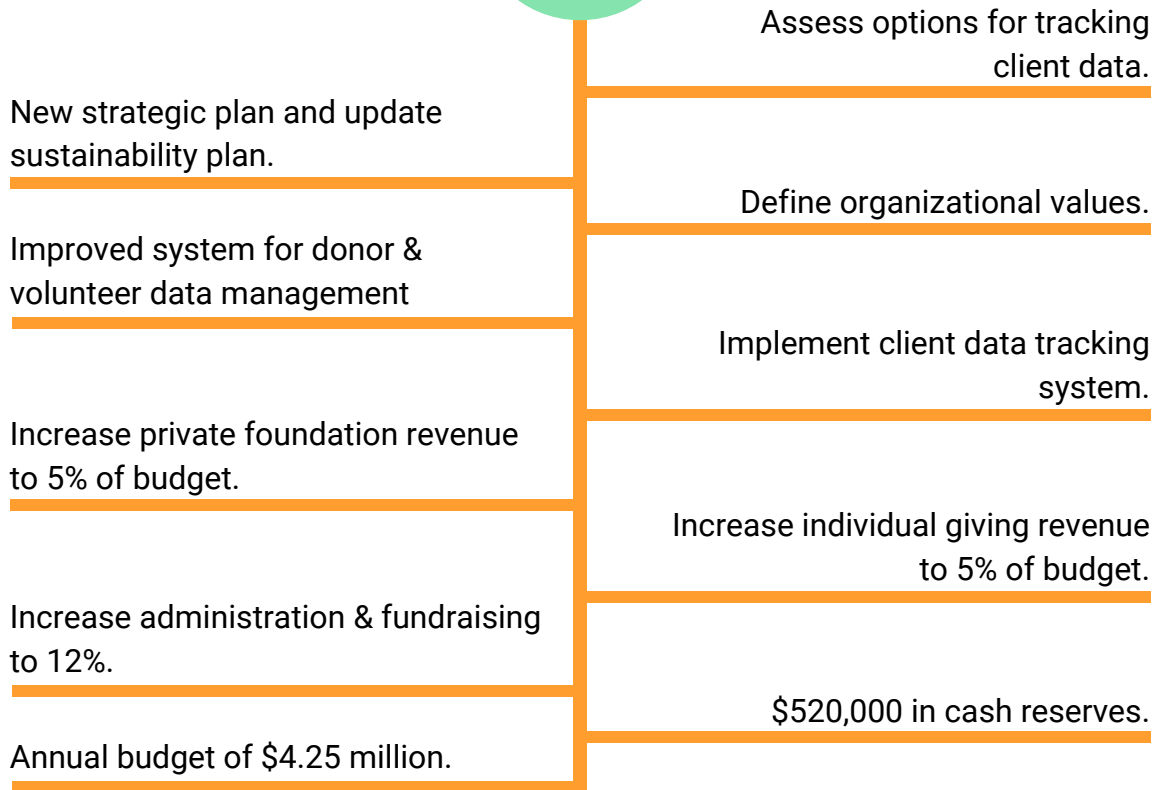 Assess options for tracking
client data.
New strategic plan and update
sustainability plan.
Define organizational values.
Improved system for donor &
volunteer data management
Implement client data tracking
system.
Increase private foundation revenue
to 5% of budget.
Increase individual giving revenue
to 5% of budget.
Increase administration & fundraising
to 12%.
$520,000 in cash reserves.
Annual budget of $4.25 million.